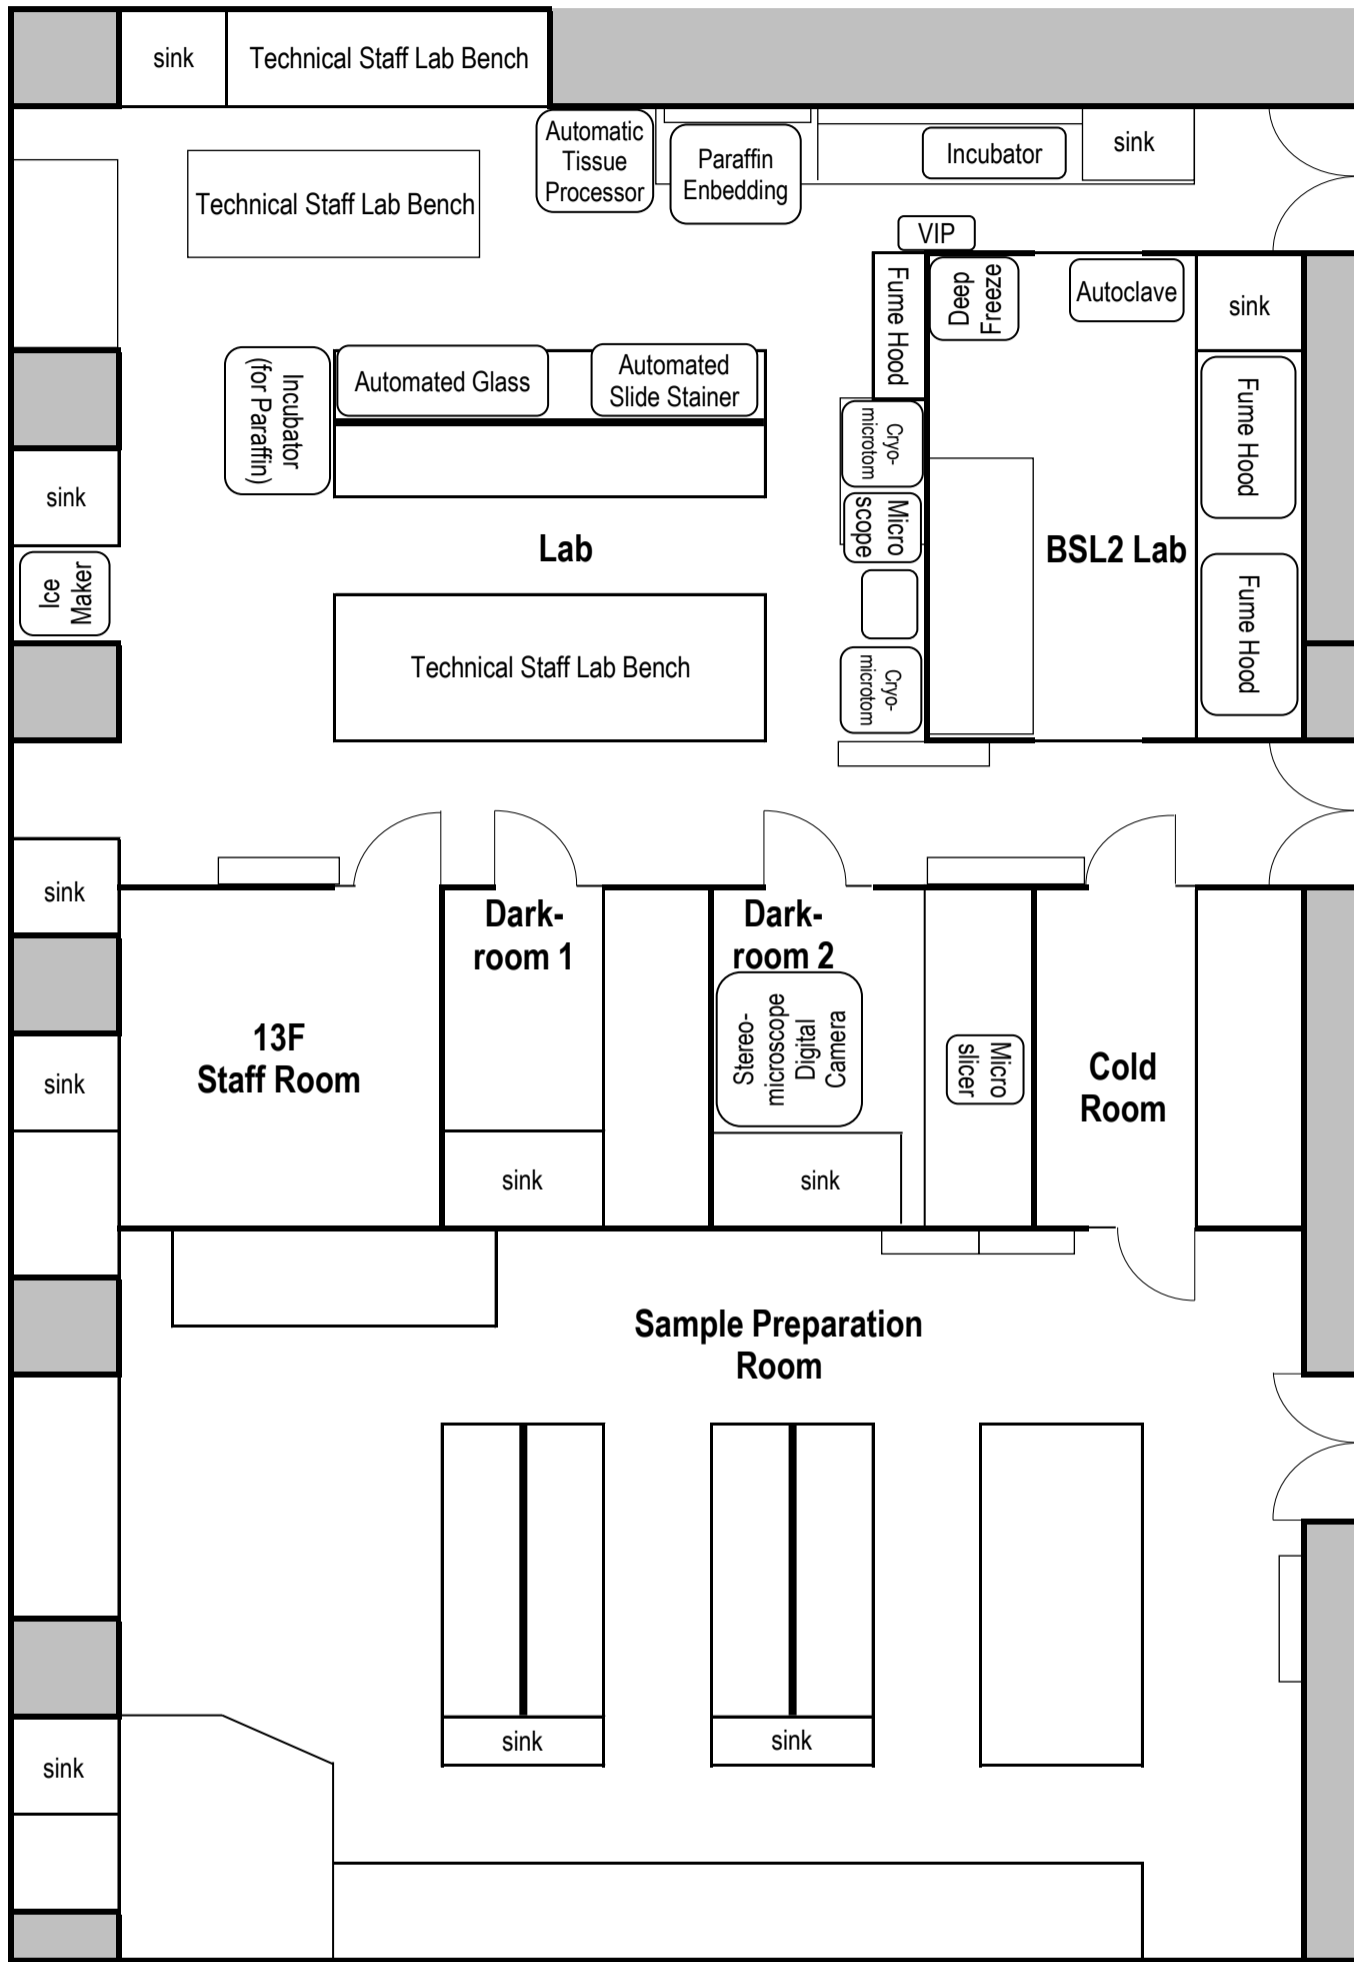 sink
Technical Staff Lab Bench
Automatic
Tissue
Processor
Paraffin
Enbedding
Incubator
sink
Technical Staff Lab Bench
VIP
Fume Hood
Deep
Freeze
Autoclave
sink
Incubator
(for Paraffin)
Automated Glass
Automated
Slide Stainer
Cryo-
microtom
Fume Hood
sink
Micro
scope
Lab
BSL2 Lab
Ice
Maker
Fume Hood
Technical Staff Lab Bench
Cryo-
microtom
sink
Dark-
room 1
Dark-
room 2
Stereo-
microscope
Digital
Camera
13F
Staff Room
Micro
slicer
Cold
Room
sink
sink
sink
Sample Preparation
Room
sink
sink
sink